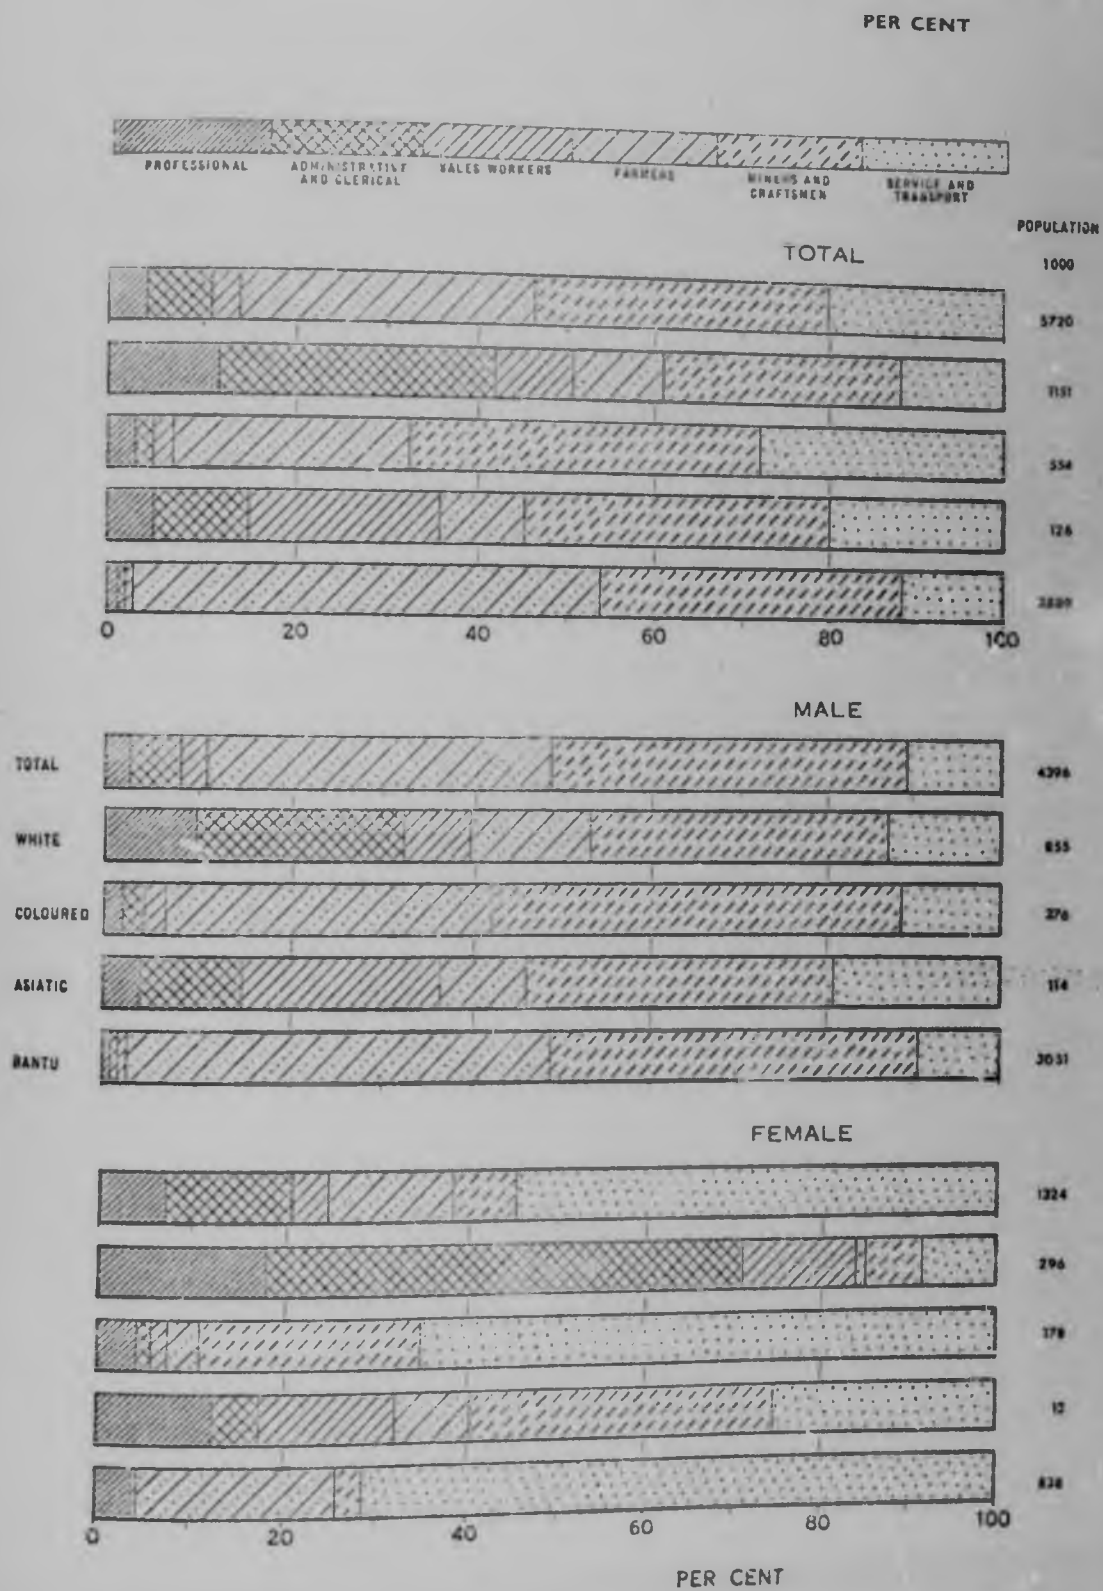 PER CENT
PROFESSIONAL
ADMINISTRATIVE
AND CLERICAL
SALES WORKERS
FARMERS
MINERS AND
CRAFTSMEN
SERVICE AND
TRANSPORT
POPULATION
TOTAL
1000
5720
1151
554
126
0 20 40 60 80 100
MALE
TOTAL
4396
WHITE
855
COLOURED
376
ASIATIC
114
BANTU
3051
FEMALE
1324
296
178
12
838
0 20 40 60 80 100
PER CENT